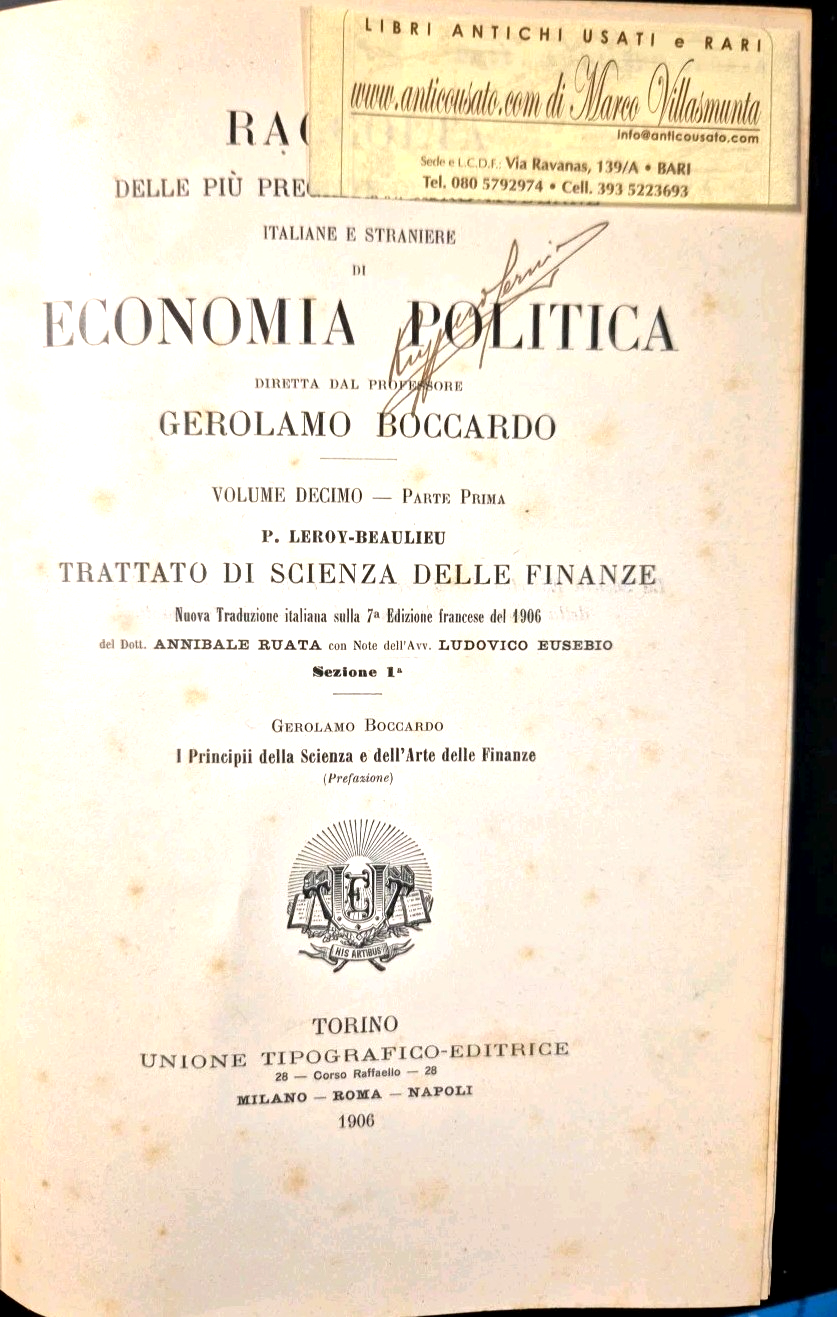 LIBRI ANTICHI USATI e RARI
www.anticousato.com di Marco Villasmunta
info@anticousato.com
Sede e L.C.D.F.: Via Ravanas, 139/A • BARI
Tel. 080 5792974 • Cell. 393 5223693
DELLE PIÙ
ITALIANE E STRANIERE
DI
ECONOMIA POLITICA
DIRETTA DAL PROFESSORE
GEROLAMO BOCCARDO
VOLUME DECIMO — PARTE PRIMA
P. LEROY-BEAULIEU
TRATTATO DI SCIENZA DELLE FINANZE
Nuova Traduzione italiana sulla 7ª Edizione francese del 1906
del Dott. ANNIBALE RUATA con Note dell'Avv. LUDOVICO EUSEBIO
Sezione 1ª
GEROLAMO BOCCARDO
I Principii della Scienza e dell'Arte delle Finanze
(Prefazione)
UTET
HIS ARTIBUS
TORINO
UNIONE TIPOGRAFICO-EDITRICE
28 — Corso Raffaello — 28
MILANO — ROMA — NAPOLI
1906